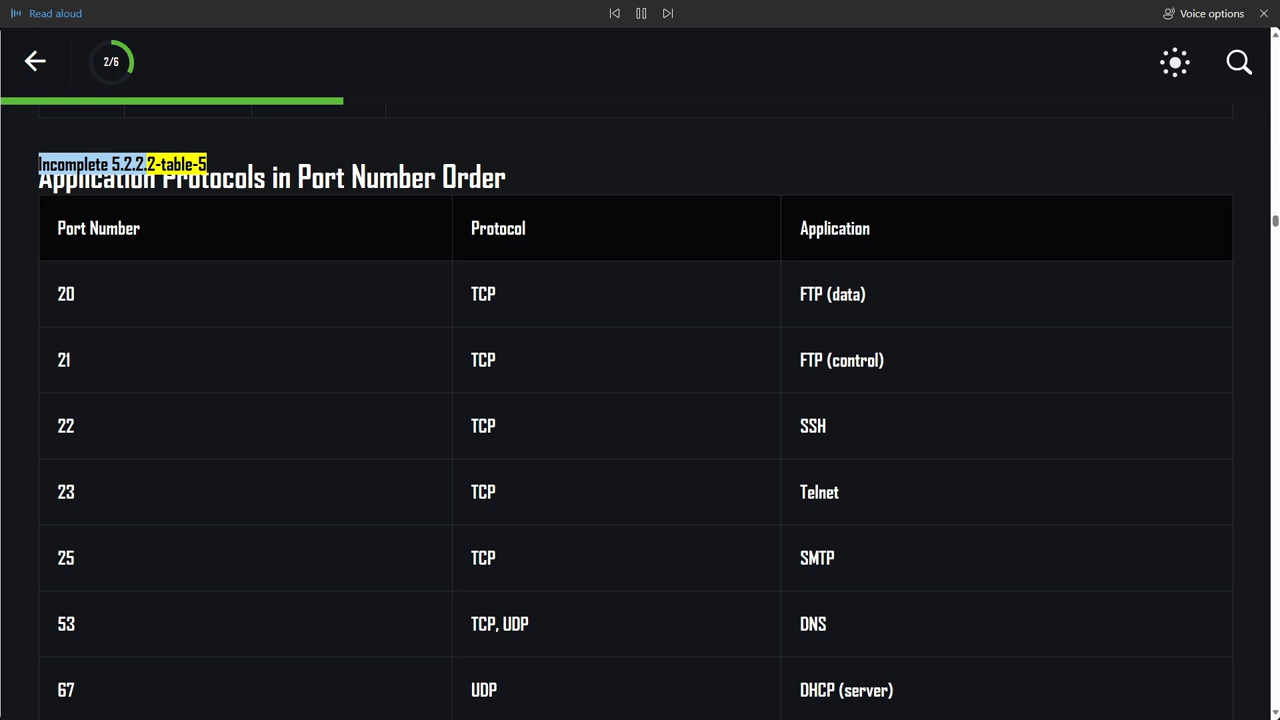 Read aloud
Voice options
2/6
Incomplete 5.2.2.2-table-5
Application Protocols in Port Number Order
Port Number Protocol Application
20 TCP FTP (data)
21 TCP FTP (control)
22 TCP SSH
23 TCP Telnet
25 TCP SMTP
53 TCP, UDP DNS
67 UDP DHCP (server)